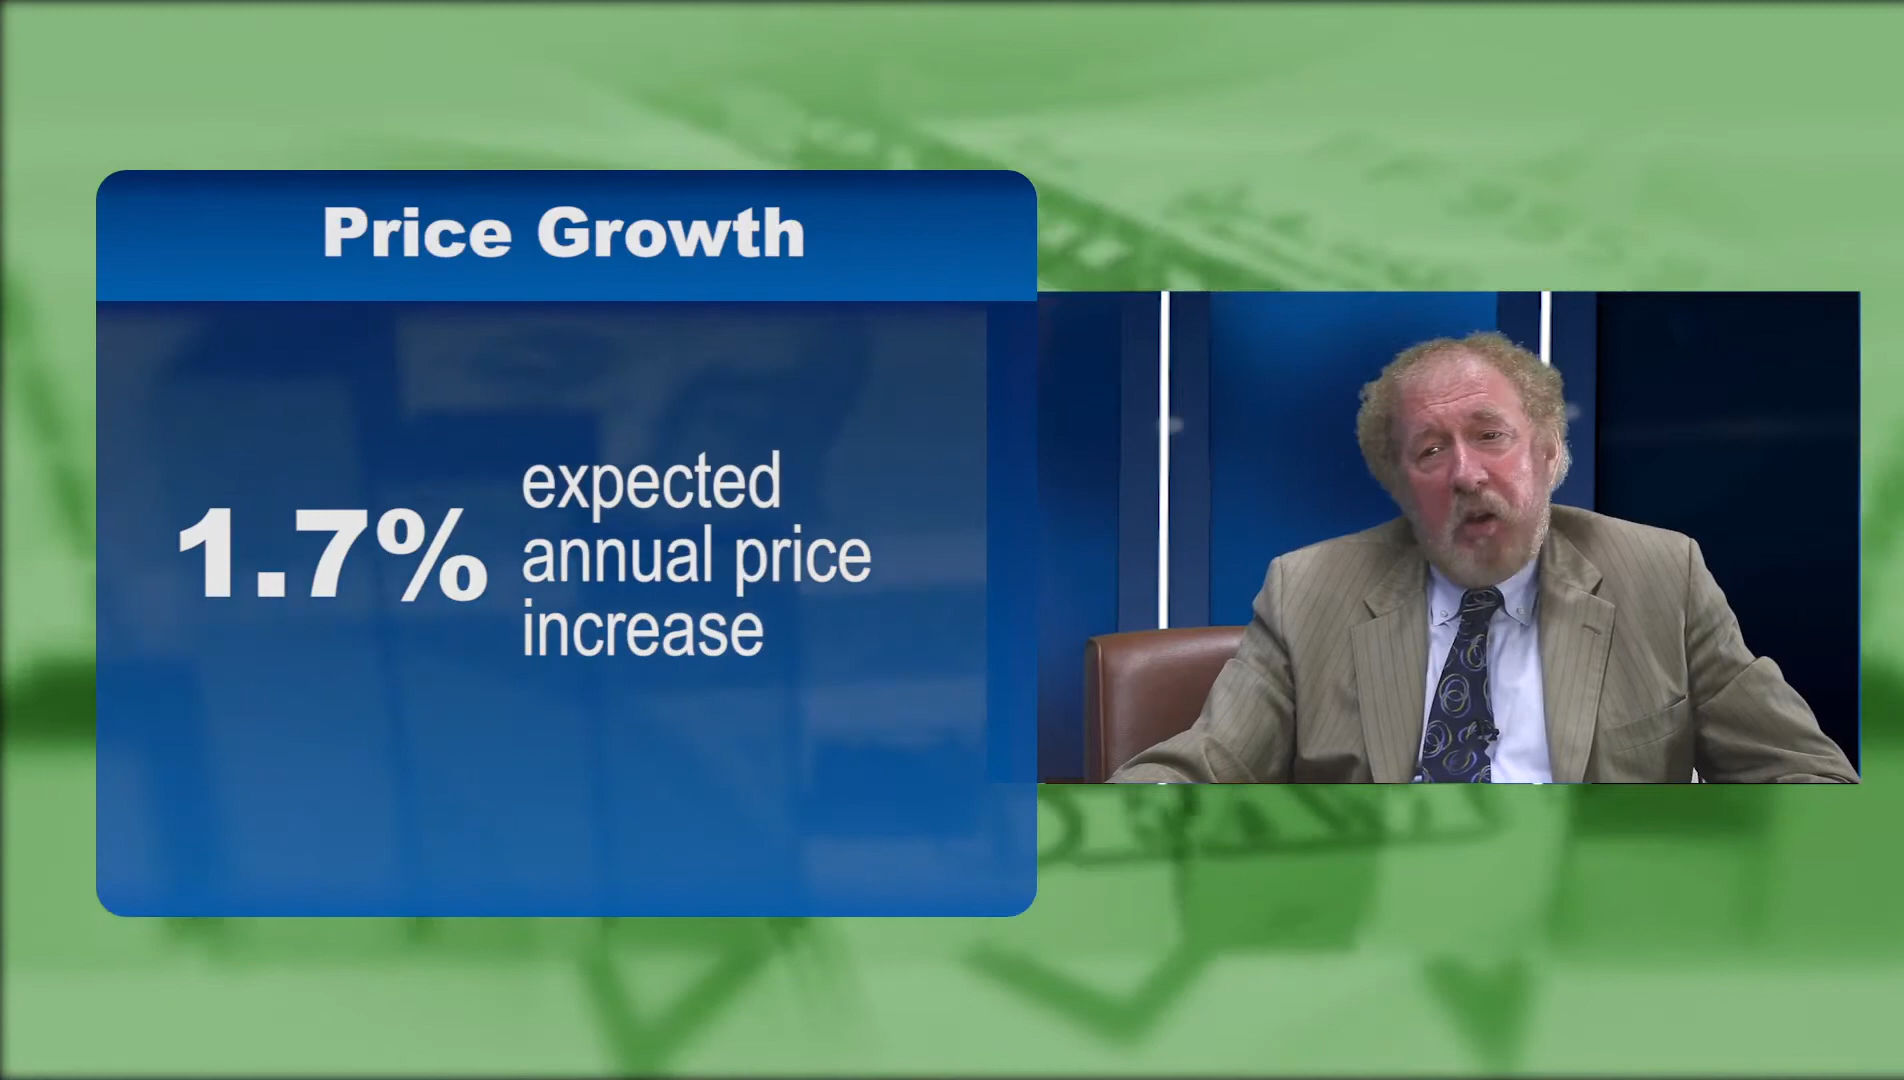 Price Growth
1.7%
expected
annual price
increase